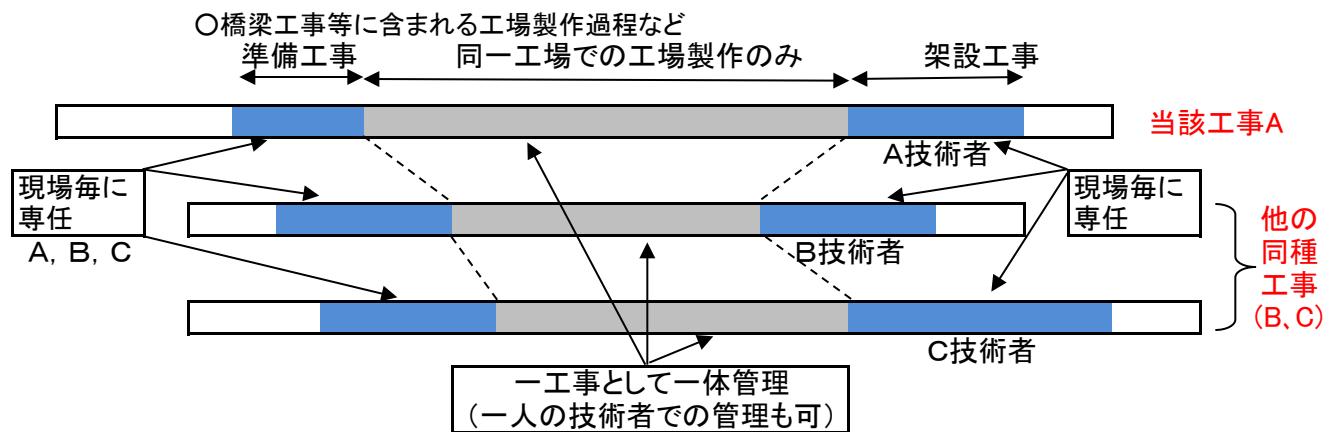 ○橋梁工事等に含まれる工場製作過程など
準備工事
同一工場での工場製作のみ
架設工事
当該工事A
A技術者
現場毎に
専任
A, B, C
現場毎に
専任
B技術者
他の
同種
工事
(B、C)
C技術者
一工事として一体管理
(一人の技術者での管理も可)